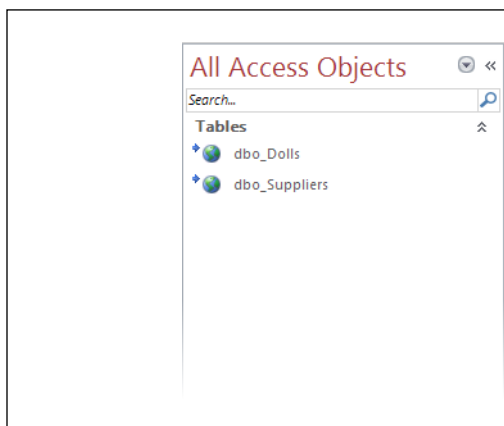 All Access Objects
Search...
Tables
dbo_Dolls
dbo_Suppliers